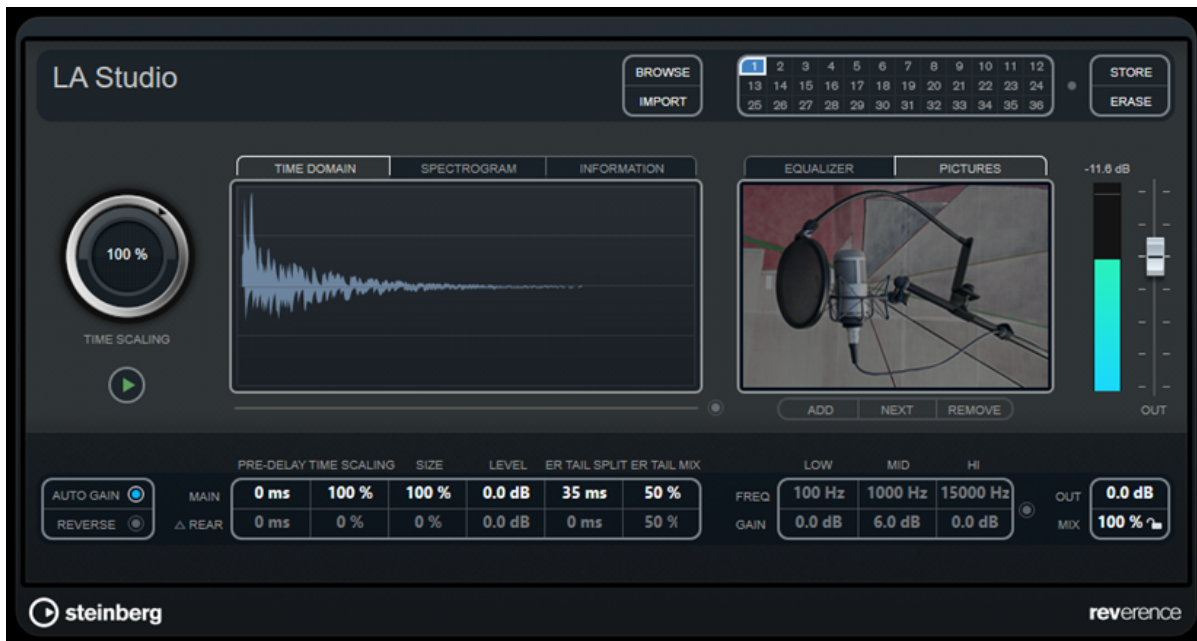 LA Studio
BROWSE
IMPORT
1 2 3 4 5 6 7 8 9 10 11 12
13 14 15 16 17 18 19 20 21 22 23 24
25 26 27 28 29 30 31 32 33 34 35 36
STORE
ERASE
TIME DOMAIN SPECTROGRAM INFORMATION
EQUALIZER PICTURES
-11.6 dB
100 %
TIME SCALING
ADD NEXT REMOVE
OUT
PRE-DELAY TIME SCALING SIZE LEVEL ER TAIL SPLIT ER TAIL MIX
LOW MID HI
AUTO GAIN
REVERSE
MAIN 0 ms 100 % 100 % 0.0 dB 35 ms 50 %
△ REAR 0 ms 0 % 0 % 0.0 dB 0 ms 50 %
FREQ 100 Hz 1000 Hz 15000 Hz
GAIN 0.0 dB 6.0 dB 0.0 dB
OUT 0.0 dB
MIX 100 %
steinberg
reverence